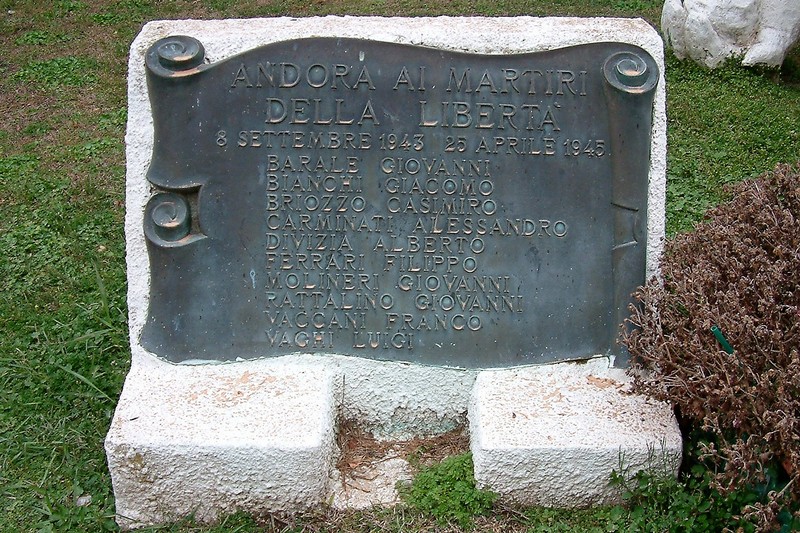 ANDORA AI MARTIRI
DELLA LIBERTÀ
8 SETTEMBRE 1943 25 APRILE 1945
BARALE GIOVANNI
BIANCHI GIACOMO
BRIOZZO CASIMIRO
CARMINATI ALESSANDRO
DIVIZIA ALBERTO
FERRARI FILIPPO
MOLINERI GIOVANNI
RATTALINO GIOVANNI
VACCANI FRANCO
VAGHI LUIGI